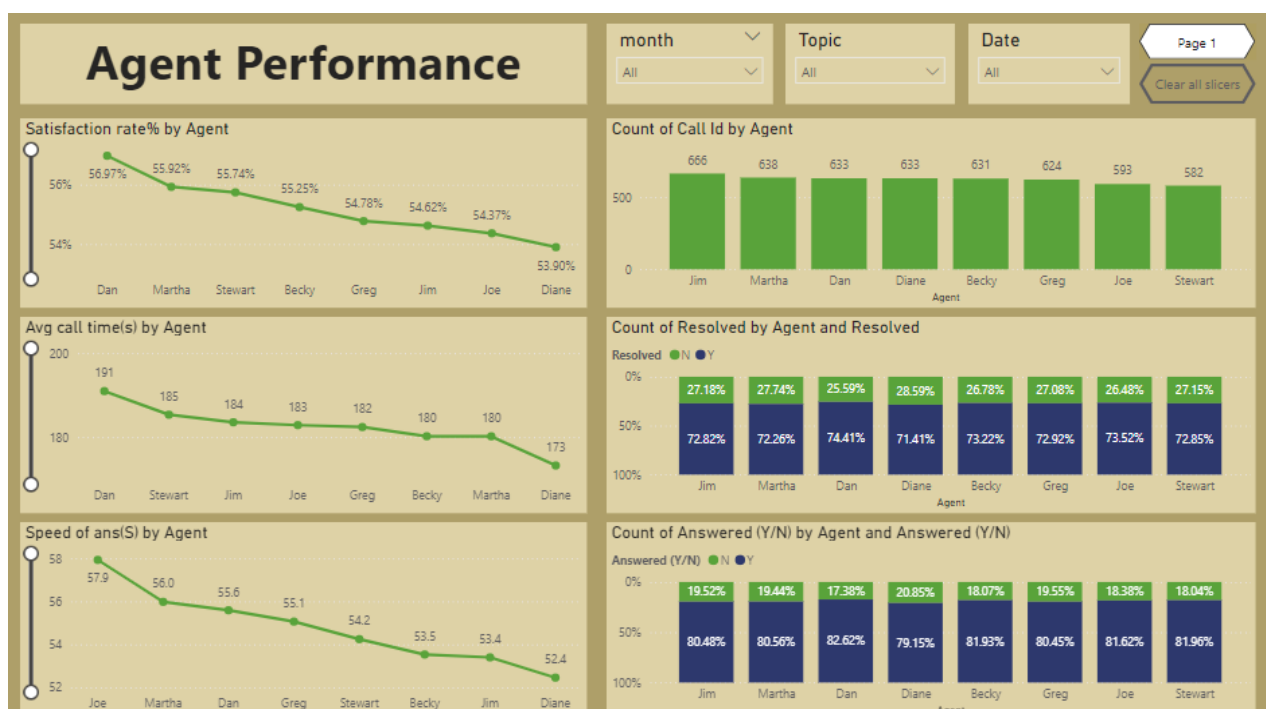 Agent Performance
month
All
Topic
All
Date
All
Page 1
Clear all slicers
Satisfaction rate% by Agent
56%
54%
56.97%
55.92%
55.74%
55.25%
54.78%
54.62%
54.37%
53.90%
Dan Martha Stewart Becky Greg Jim Joe Diane
Count of Call Id by Agent
666 638 633 633 631 624 593 582
500
0
Jim Martha Dan Diane Becky Greg Joe Stewart
Agent
Avg call time(s) by Agent
200
180
191
185
184
183
182
180
180
173
Dan Stewart Jim Joe Greg Becky Martha Diane
Count of Resolved by Agent and Resolved
Resolved N Y
0%
27.18% 27.74% 25.59% 28.59% 26.78% 27.08% 26.48% 27.15%
50%
72.82% 72.26% 74.41% 71.41% 73.22% 72.92% 73.52% 72.85%
100%
Jim Martha Dan Diane Becky Greg Joe Stewart
Agent
Speed of ans(S) by Agent
58
56
54
52
57.9
56.0
55.6
55.1
54.2
53.5
53.4
52.4
Joe Martha Dan Greg Stewart Becky Jim Diane
Count of Answered (Y/N) by Agent and Answered (Y/N)
Answered (Y/N) N Y
0%
19.52% 19.44% 17.38% 20.85% 18.07% 19.55% 18.38% 18.04%
50%
80.48% 80.56% 82.62% 79.15% 81.93% 80.45% 81.62% 81.96%
100%
Jim Martha Dan Diane Becky Greg Joe Stewart